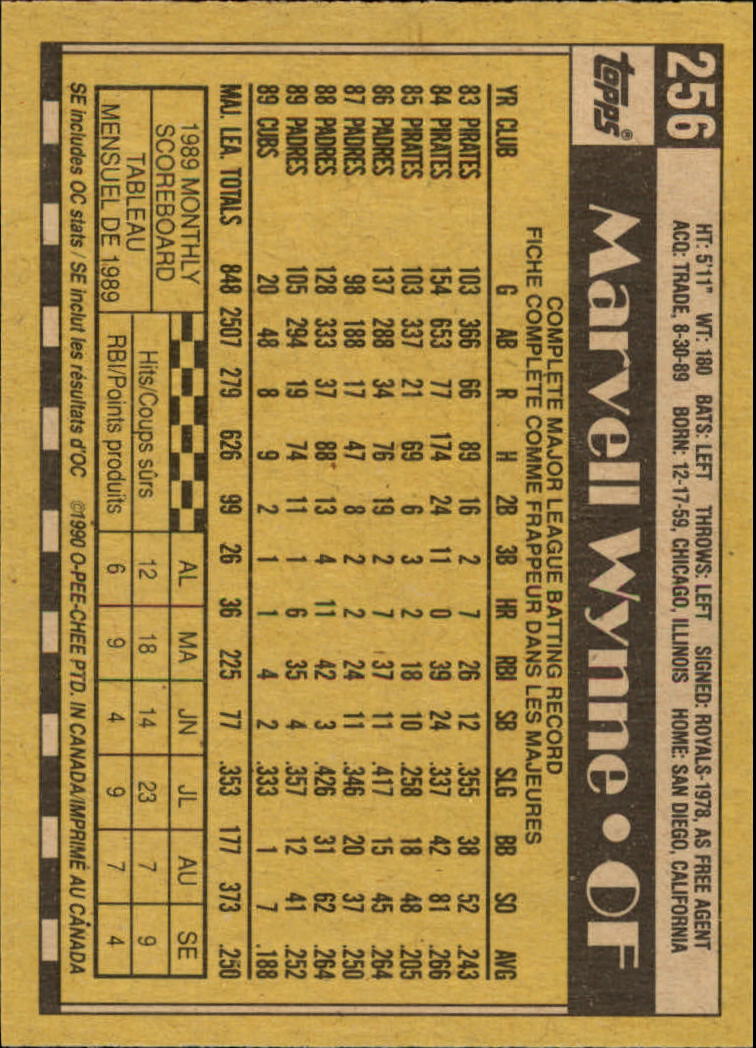 256
HT: 5'11" WT: 180 BATS: LEFT THROWS: LEFT SIGNED: ROYALS-1978, AS FREE AGENT
ACQ: TRADE, 8-30-89 BORN: 12-17-59, CHICAGO, ILLINOIS HOME: SAN DIEGO, CALIFORNIA
topps®
Marvell Wynne • OF
COMPLETE MAJOR LEAGUE BATTING RECORD
FICHE COMPLÈTE COMME FRAPPEUR DANS LES MAJEURES
YR CLUB G AB R H 2B 3B HR RBI SB SLG BB SO AVG
83 PIRATES 103 366 66 89 16 2 7 26 12 .355 38 52 .243
84 PIRATES 154 653 77 174 24 11 0 39 24 .337 42 81 .266
85 PIRATES 103 337 21 69 6 3 2 18 10 .258 18 48 .205
86 PADRES 137 288 34 76 19 2 7 37 11 .417 15 45 .264
87 PADRES 98 188 17 47 8 2 2 24 11 .346 20 37 .250
88 PADRES 128 333 37 88 13 4 11 42 3 .426 31 62 .264
89 PADRES 105 294 19 74 11 1 6 35 4 .357 12 41 .252
89 CUBS 20 48 8 9 2 1 1 4 2 .333 1 7 .188
MAJ. LEA. TOTALS 848 2507 279 626 99 26 36 225 77 .353 177 373 .250
1989 MONTHLY
SCOREBOARD
TABLEAU
MENSUEL DE 1989
AL MA JN JL AU SE
Hits/Coups sûrs 12 18 14 23 7 9
RBI/Points produits 6 9 4 9 7 4
SE includes OC stats / SE inclut les résultats d'OC ©1990 O-PEE-CHEE PTD. IN CANADA/IMPRIMÉ AU CANADA